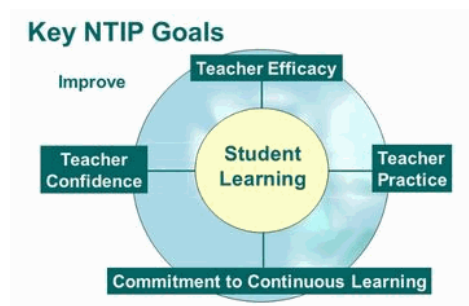 Key NTIP Goals
Improve
Teacher Efficacy
Teacher
Confidence
Student
Learning
Teacher
Practice
Commitment to Continuous Learning